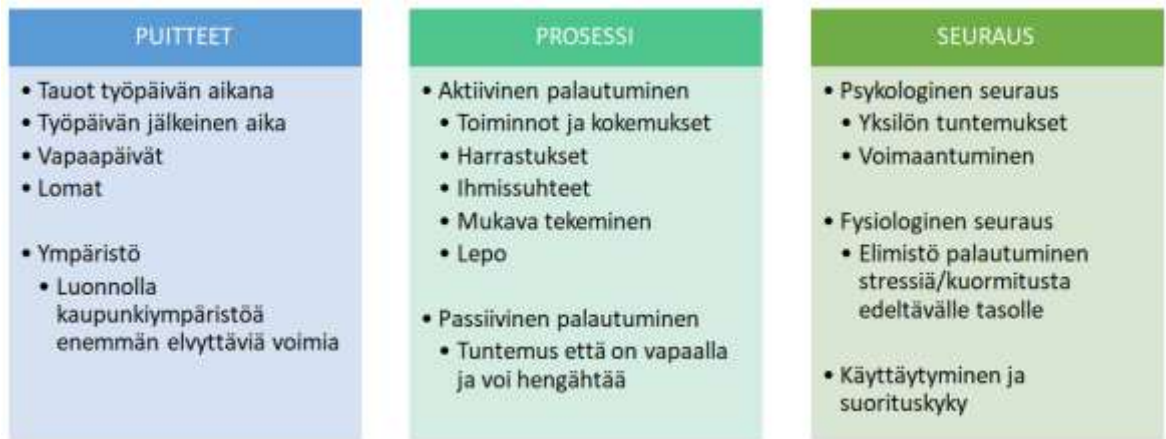 PUITTEET
• Tauot työpäivän aikana
• Työpäivän jälkeinen aika
• Vapaapäivät
• Lomat
• Ympäristö
• Luonnolla
kaupunkiympäristöä
enemmän elvyttäviä voimia
PROSESSI
• Aktiivinen palautuminen
• Toiminnot ja kokemukset
• Harrastukset
• Ihmissuhteet
• Mukava tekeminen
• Lepo
• Passiivinen palautuminen
• Tuntemus että on vapaalla
ja voi hengähtää
SEURAUS
• Psykologinen seuraus
• Yksilön tuntemukset
• Voimaantuminen
• Fysiologinen seuraus
• Elimistö palautuminen
stressiä/kuormitusta
edeltävälle tasolle
• Käyttäytyminen ja
suorituskyky